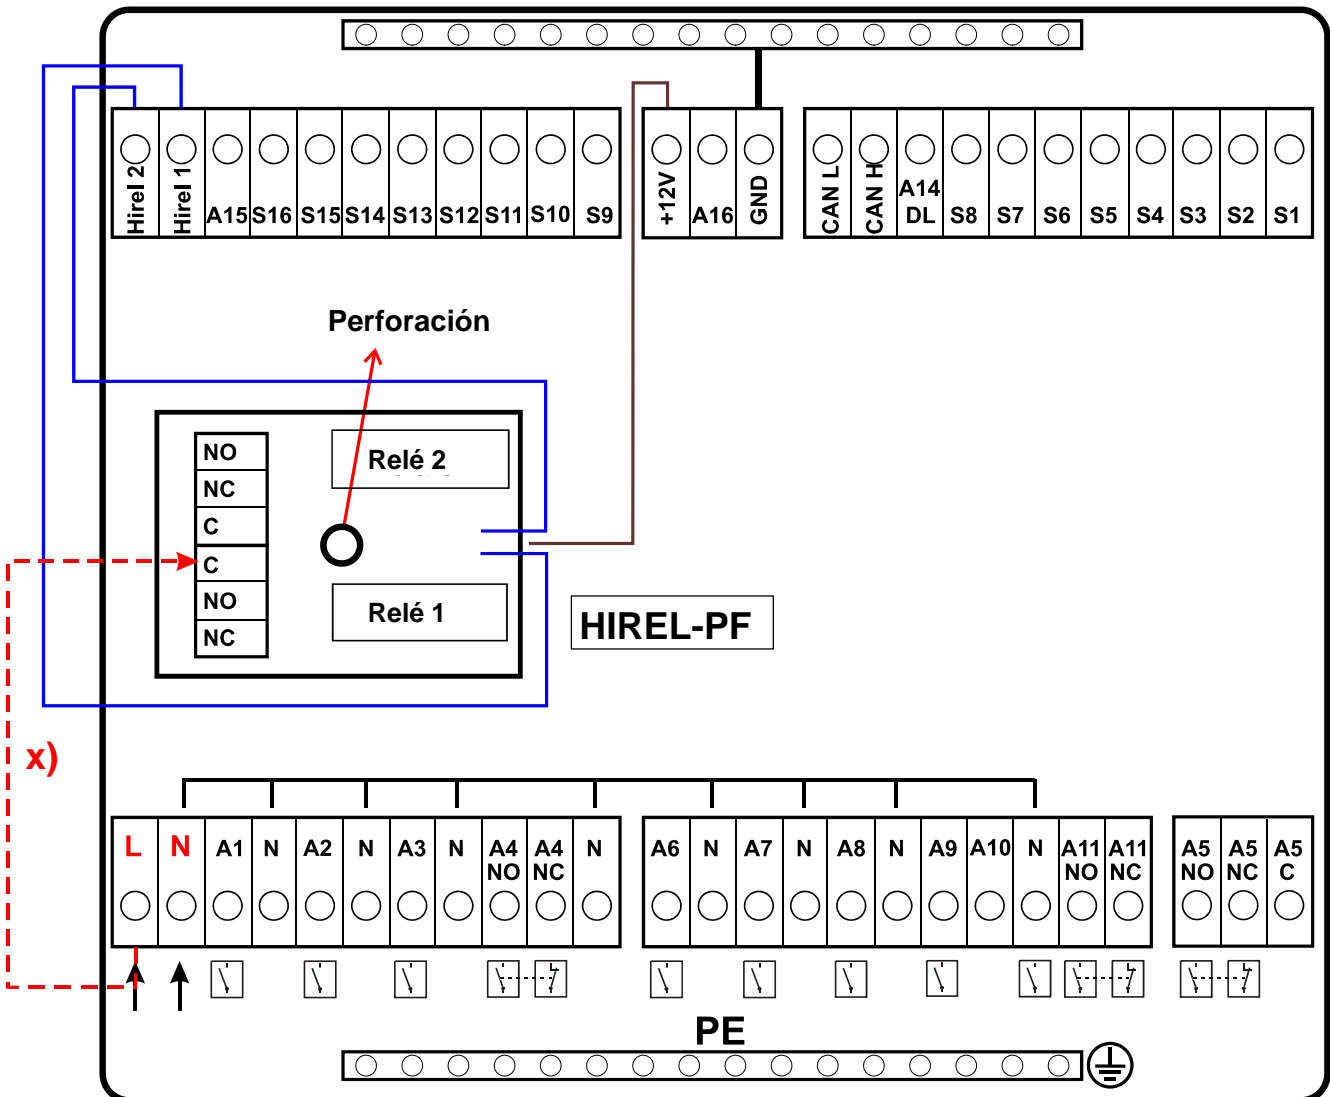 Hirel 2 Hirel 1 A15 S16 S15 S14 S13 S12 S11 S10 S9
+12V A16 GND
CAN L CAN H A14 DL S8 S7 S6 S5 S4 S3 S2 S1
Perforación
NO
NC
C
C
NO
NC
Relé 2
Relé 1
HIREL-PF
x)
L N A1 N A2 N A3 N A4 NO A4 NC N
A6 N A7 N A8 N A9 A10 N A11 NO A11 NC
A5 NO A5 NC A5 C
PE